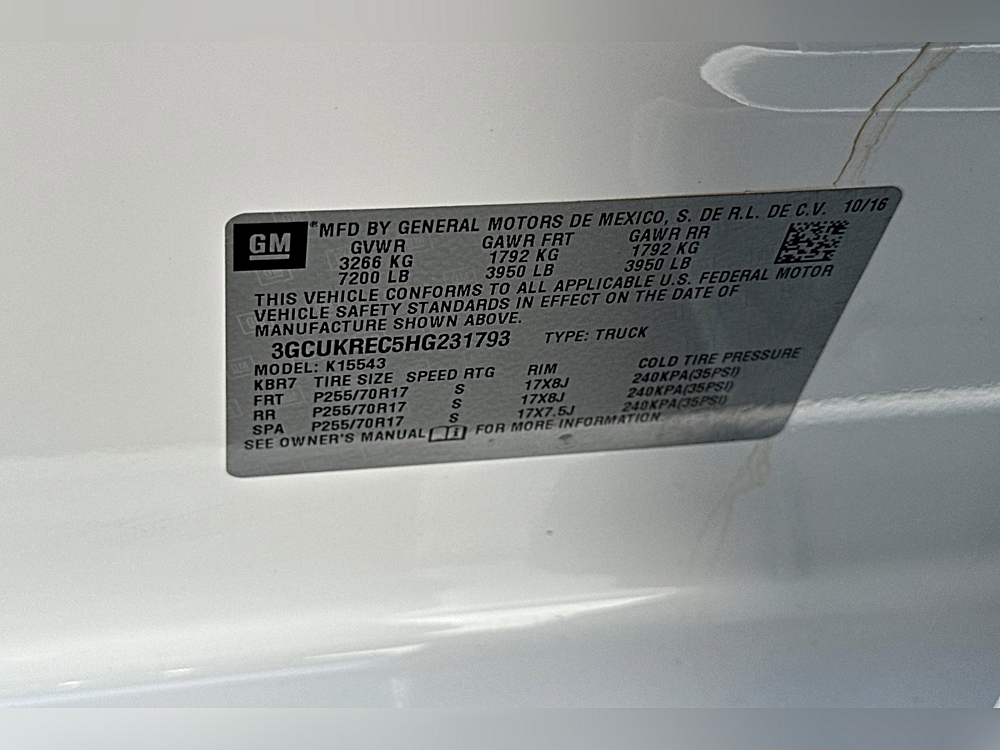 GM
®MFD BY GENERAL MOTORS DE MEXICO, S. DE R.L. DE C.V. 10/16
GVWR GAWR FRT GAWR RR
3266 KG 1792 KG 1792 KG
7200 LB 3950 LB 3950 LB
THIS VEHICLE CONFORMS TO ALL APPLICABLE U.S. FEDERAL MOTOR
VEHICLE SAFETY STANDARDS IN EFFECT ON THE DATE OF
MANUFACTURE SHOWN ABOVE.
3GCUKREC5HG231793 TYPE: TRUCK
MODEL: K15543
KBR7 TIRE SIZE SPEED RTG RIM COLD TIRE PRESSURE
FRT P255/70R17 S 17X8J 240KPA(35PSI)
RR P255/70R17 S 17X8J 240KPA(35PSI)
SPA P255/70R17 S 17X7.5J 240KPA(35PSI)
SEE OWNER'S MANUAL FOR MORE INFORMATION